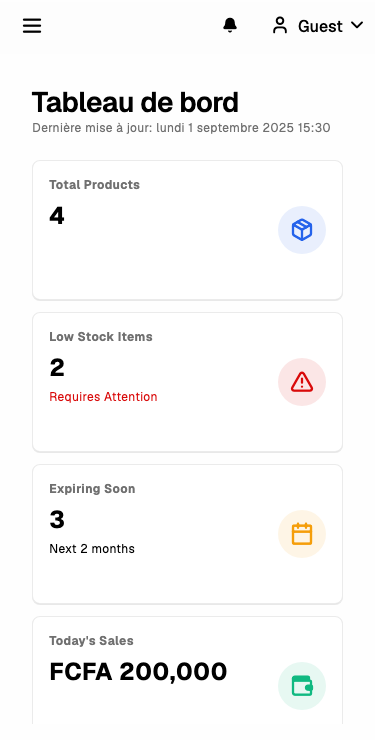 Guest
Tableau de bord
Dernière mise à jour: lundi 1 septembre 2025 15:30
Total Products
4
Low Stock Items
2
Requires Attention
Expiring Soon
3
Next 2 months
Today's Sales
FCFA 200,000